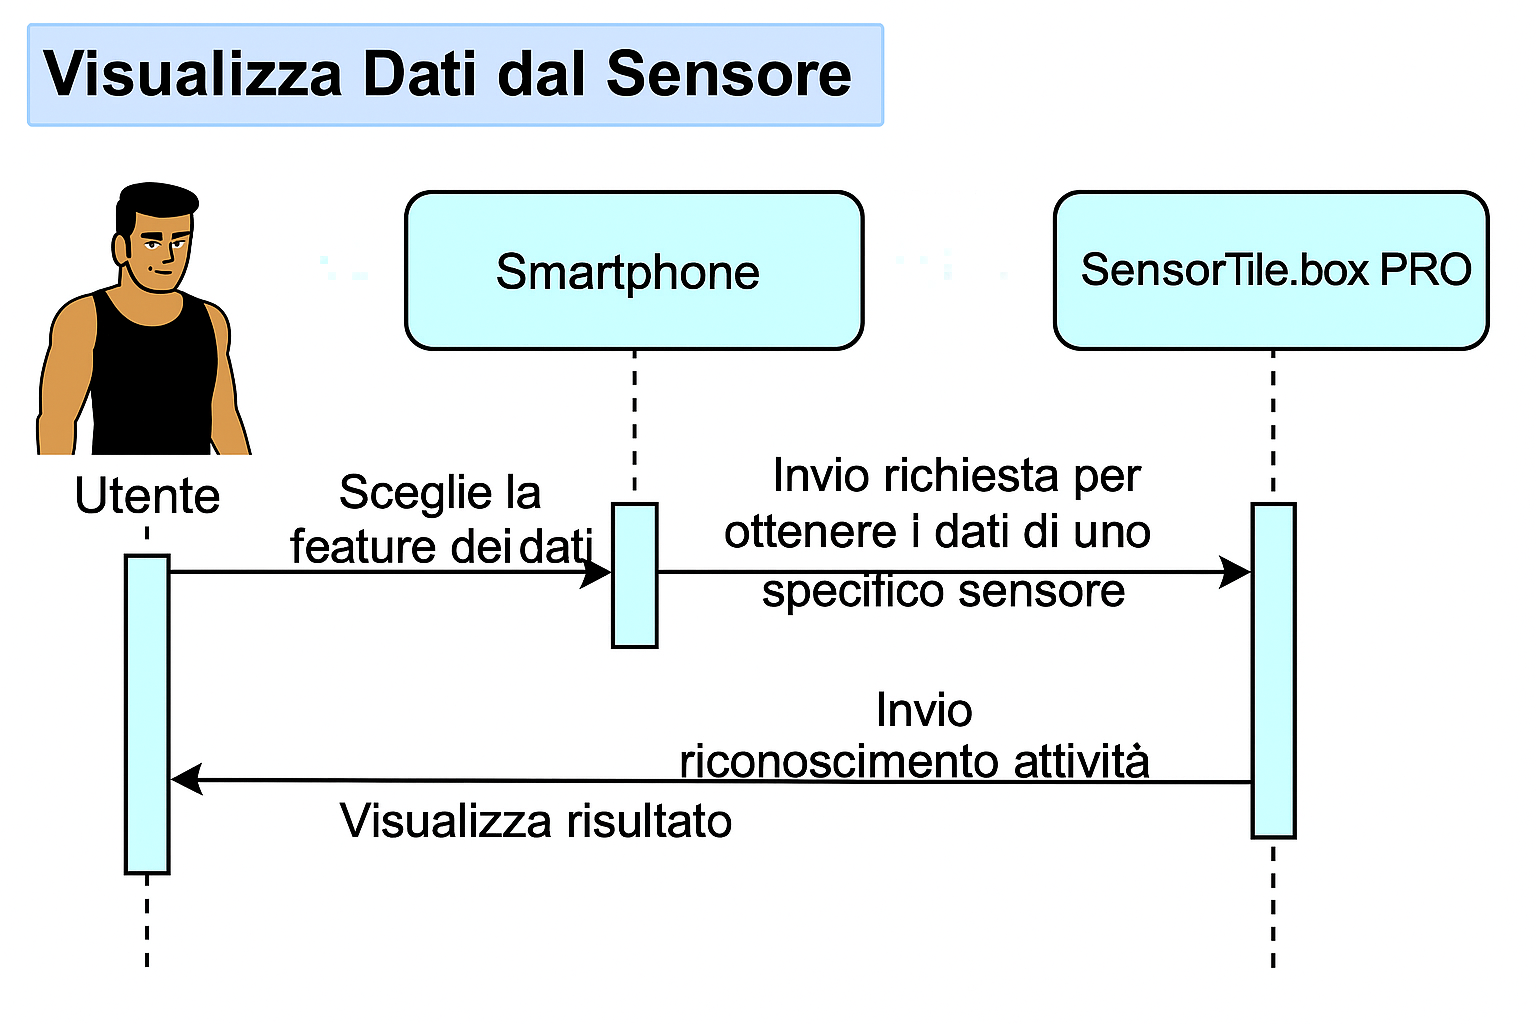 Visualizza Dati dal Sensore
Smartphone
SensorTile.box PRO
Utente
Sceglie la
feature dei dati
Invio richiesta per
ottenere i dati di uno
specifico sensore
Invio
riconoscimento attività
Visualizza risultato